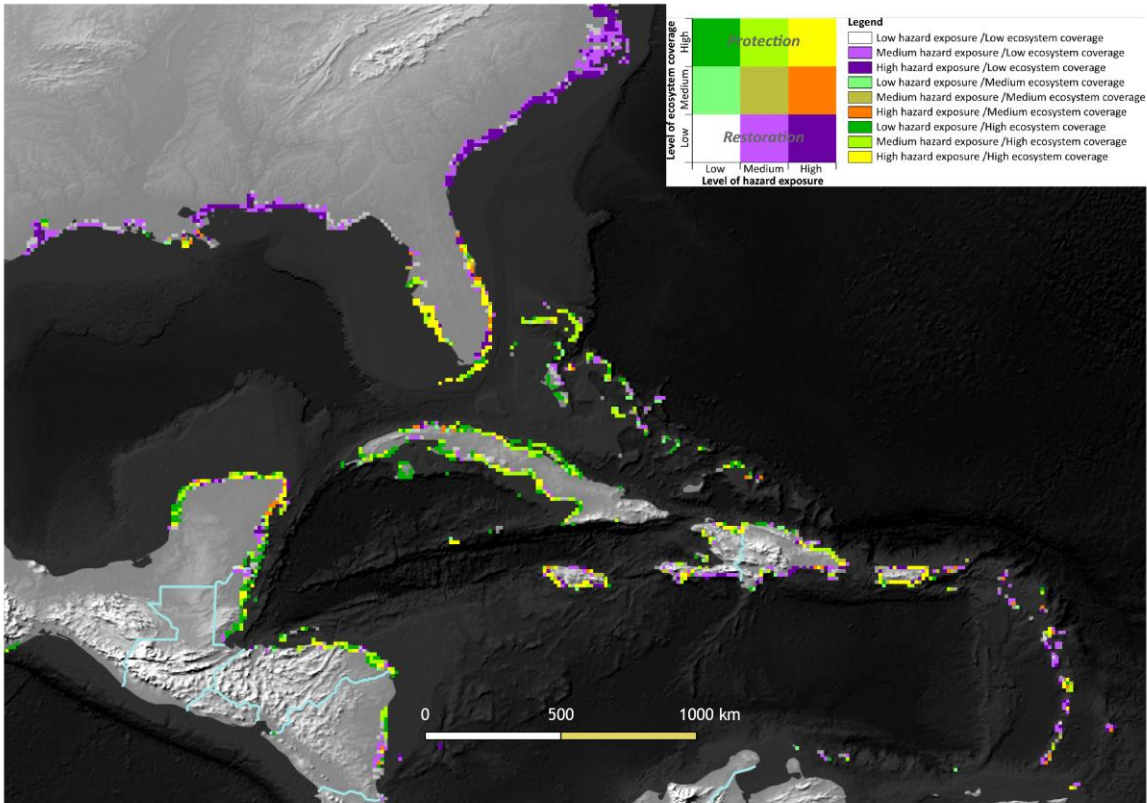 Level of ecosystem coverage
High
Medium
Low
Protection
Restoration
Low Medium High
Level of hazard exposure
Legend
Low hazard exposure /Low ecosystem coverage
Medium hazard exposure /Low ecosystem coverage
High hazard exposure /Low ecosystem coverage
Low hazard exposure /Medium ecosystem coverage
Medium hazard exposure /Medium ecosystem coverage
High hazard exposure /Medium ecosystem coverage
Low hazard exposure /High ecosystem coverage
Medium hazard exposure /High ecosystem coverage
High hazard exposure /High ecosystem coverage
0 500 1000 km